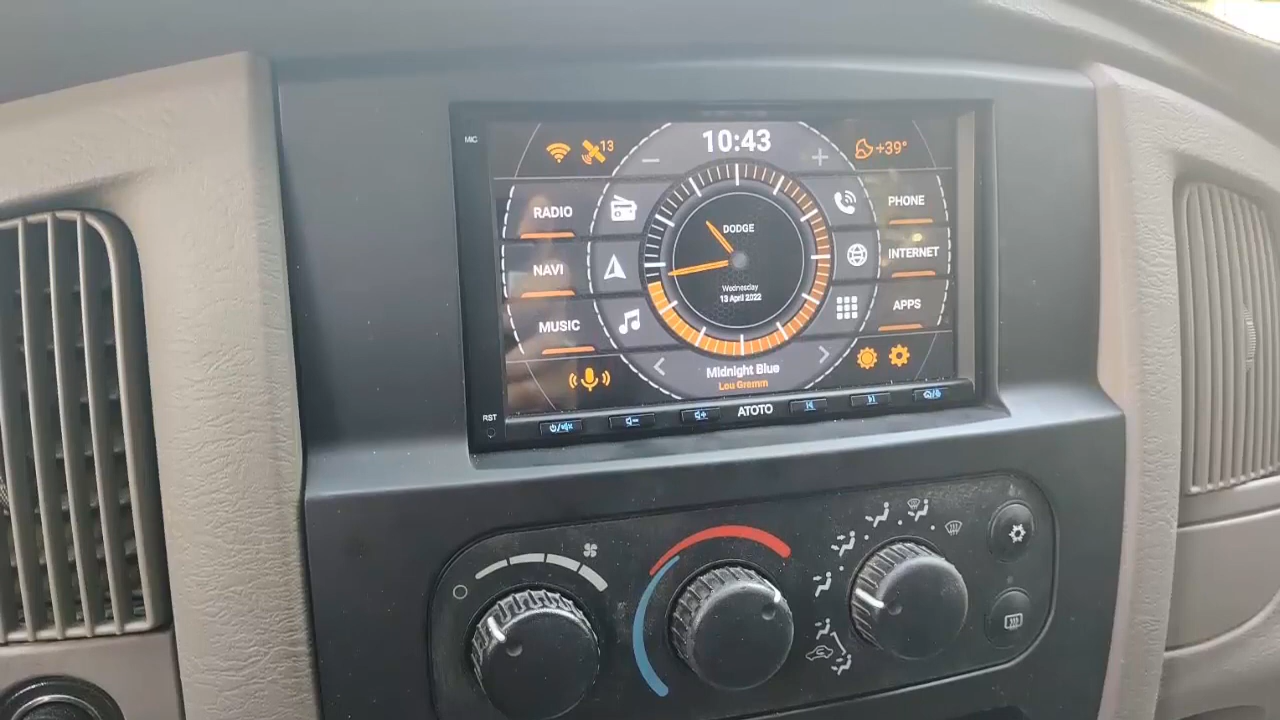 MIC
10:43
13
+39°
RADIO
PHONE
DODGE
INTERNET
NAVI
Wednesday
13 April 2022
APPS
MUSIC
Midnight Blue
Lou Gramm
RST
ATOTO